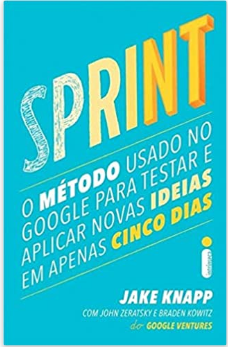 SPRINT
O MÉTODO USADO NO
GOOGLE PARA TESTAR E
APLICAR NOVAS IDEIAS
EM APENAS CINCO DIAS
JAKE KNAPP
COM JOHN ZERATSKY E BRADEN KOWITZ
do GOOGLE VENTURES